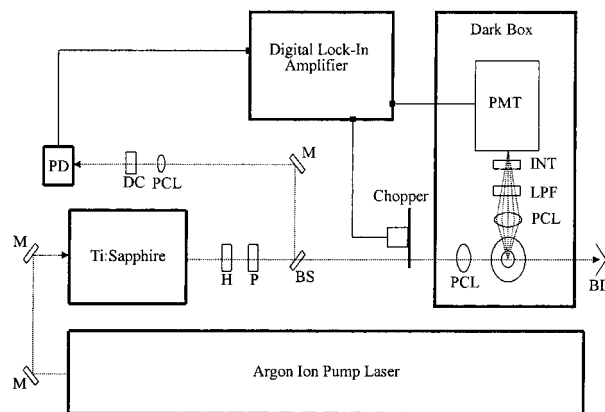 Dark Box
Digital Lock-In
Amplifier
PMT
M
PD
DC
PCL
INT
LPF
PCL
Chopper
M
Ti:Sapphire
H
P
BS
PCL
BD
M
Argon Ion Pump Laser